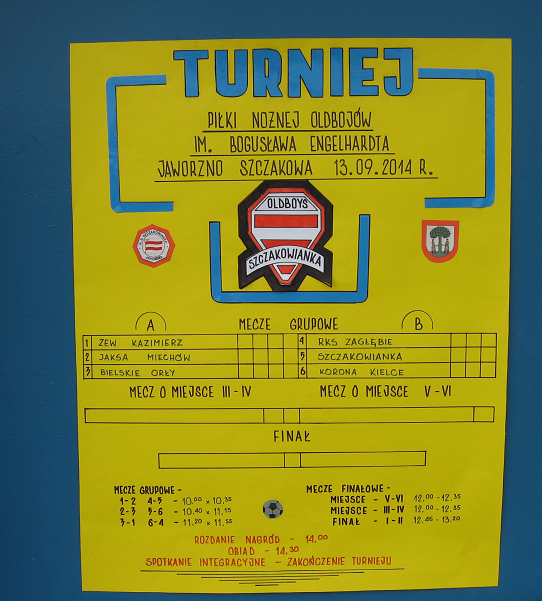 TURNIEJ
PIŁKI NOŻNEJ OLDBOJÓW
IM. BOGUSŁAWA ENGELHARDTA
JAWORZNO SZCZAKOWA 13.09.2014 R.
OLDBOYS
SZCZAKOWIANKA
A MECZE GRUPOWE B
1 ZEW KAZIMIERZ 4 RKS ZAGŁĘBIE
2 JAKSA MIECHÓW 5 SZCZAKOWIANKA
3 BIELSKIE ORŁY 6 KORONA KIELCE
MECZ O MIEJSCE III-IV MECZ O MIEJSCE V-VI
FINAŁ
MECZE GRUPOWE -
1-2 4-5 - 10.00 x 10.35
2-3 5-6 - 10.40 x 11.15
3-1 6-4 - 11.20 x 11.55
MECZE FINAŁOWE -
MIEJSCE - V-VI 12.00 - 12.35
MIEJSCE - III-IV 12.00 - 12.35
FINAŁ - I-II 12.45 - 13.20
ROZDANIE NAGRÓD - 14.00
OBIAD - 14.30
SPOTKANIE INTEGRACYJNE - ZAKOŃCZENIE TURNIEJU